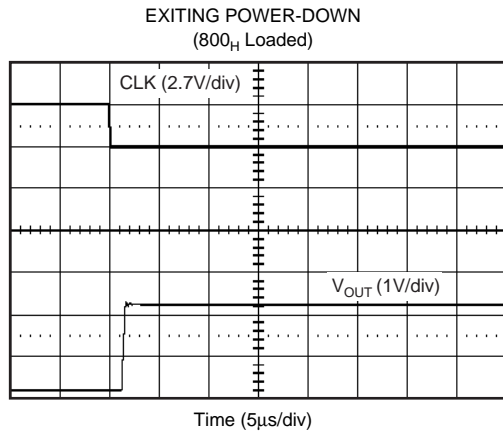 EXITING POWER-DOWN
(800H Loaded)
CLK (2.7V/div)
VOUT (1V/div)
Time (5μs/div)